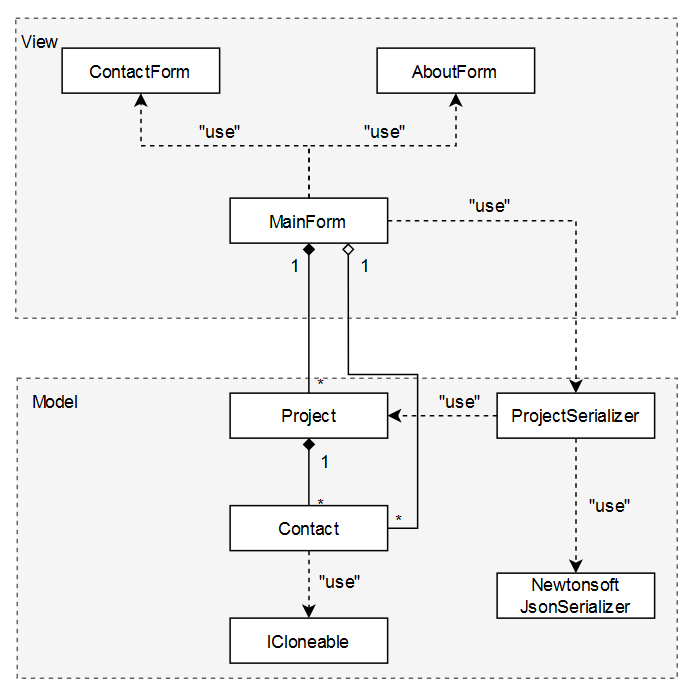 View
ContactForm
AboutForm
"use"
"use"
MainForm
"use"
1
1
*
Model
Project
"use"
ProjectSerializer
1
*
*
Contact
"use"
"use"
Newtonsoft
JsonSerializer
ICloneable